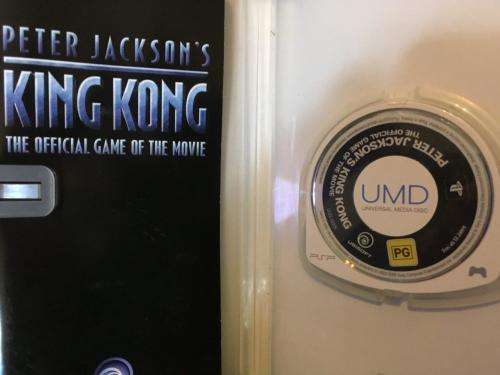 PETER JACKSON'S
KING KONG
THE OFFICIAL GAME OF THE MOVIE
PETER JACKSON'S KING KONG
THE OFFICIAL GAME OF THE MOVIE
UMD
UNIVERSAL MEDIA DISC
PG
UBISOFT
PSP